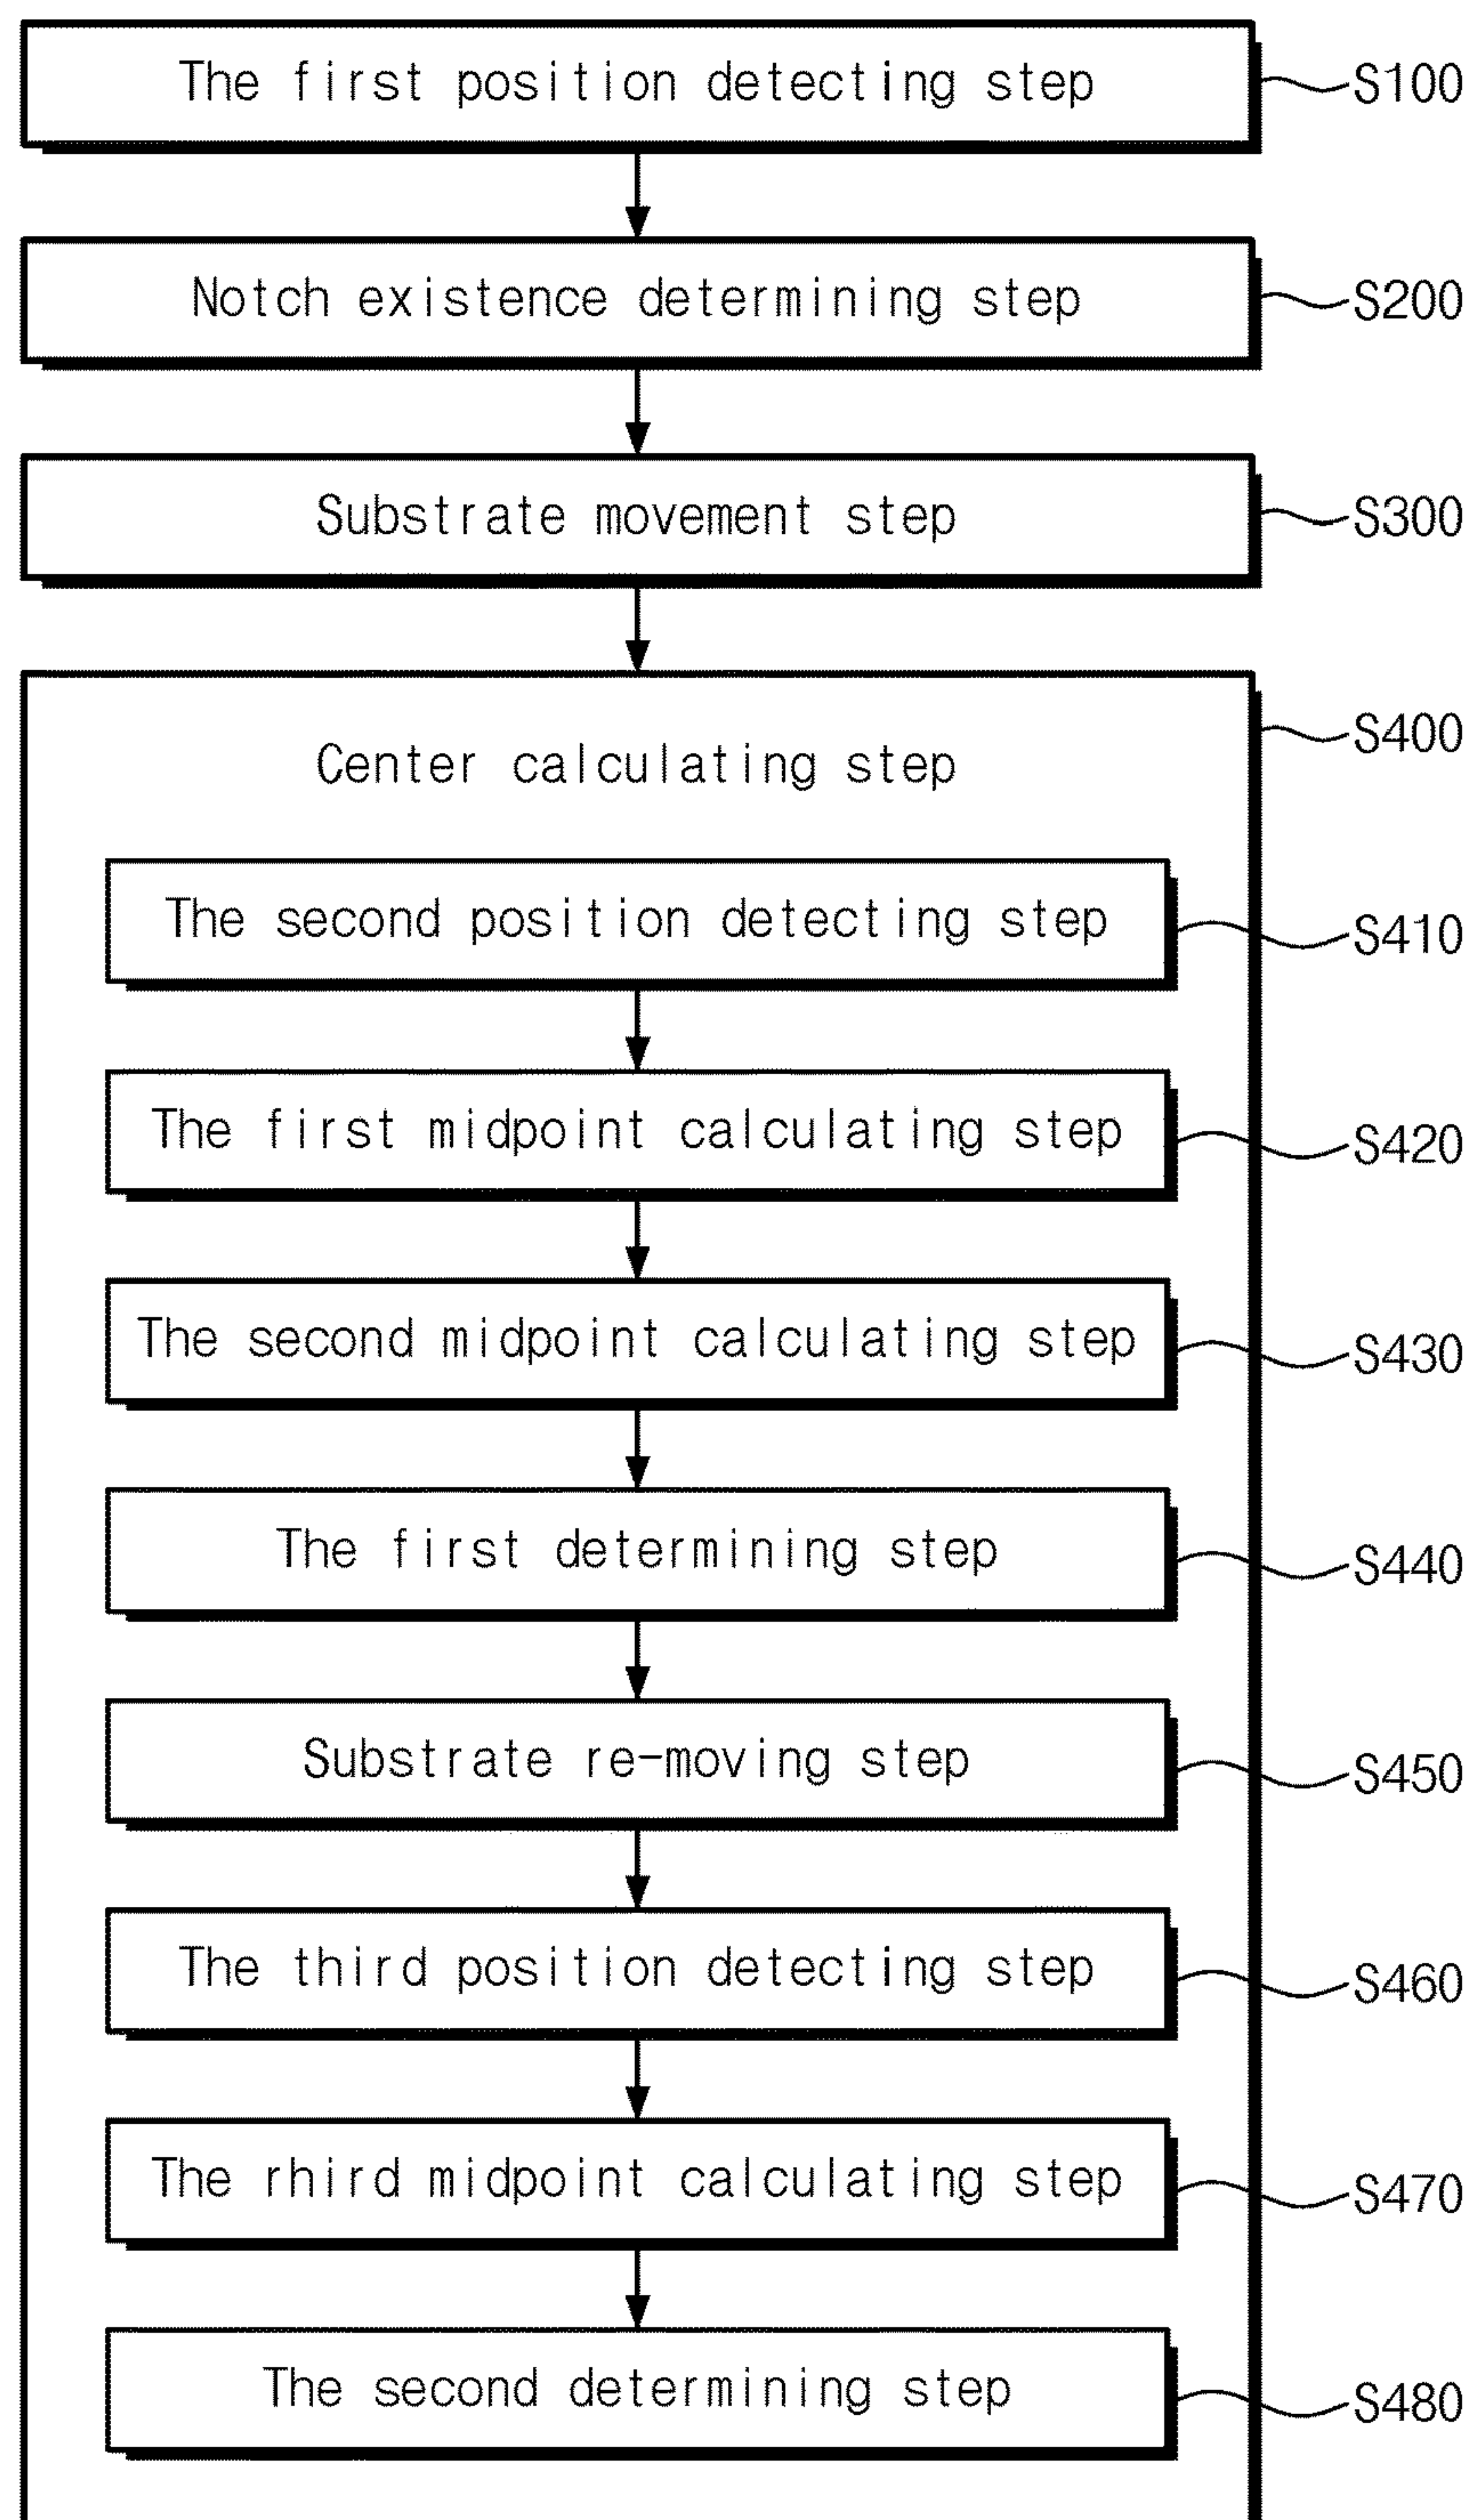 The first position detecting step
S100
Notch existence determining step
S200
Substrate movement step
S300
S400
Center calculating step
The second position detecting step
S410
The first midpoint calculating step
S420
The second midpoint calculating step
S430
The first determining step
S440
Substrate re-moving step
S450
The third position detecting step
S460
The rhird midpoint calculating step
S470
The second determining step
S480